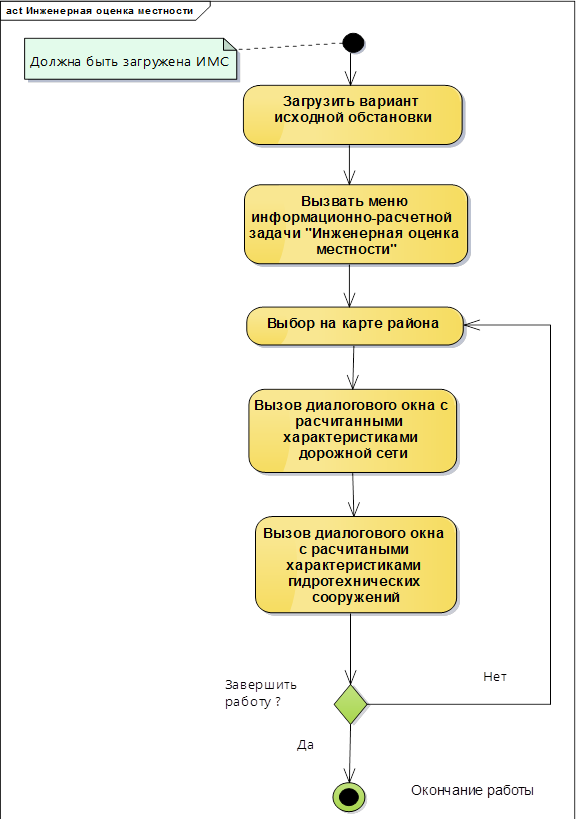 act Инженерная оценка местности
Должна быть загружена ИМС
Загрузить вариант
исходной обстановки
Вызвать меню
информационно-расчетной
задачи "Инженерная оценка
местности"
Выбор на карте района
Вызов диалогового окна с
расчитанными
характеристиками
дорожной сети
Вызов диалогового окна
с расчитаными
характеристиками
гидротехнических
сооружений
Завершить
работу ?
Нет
Да
Окончание работы